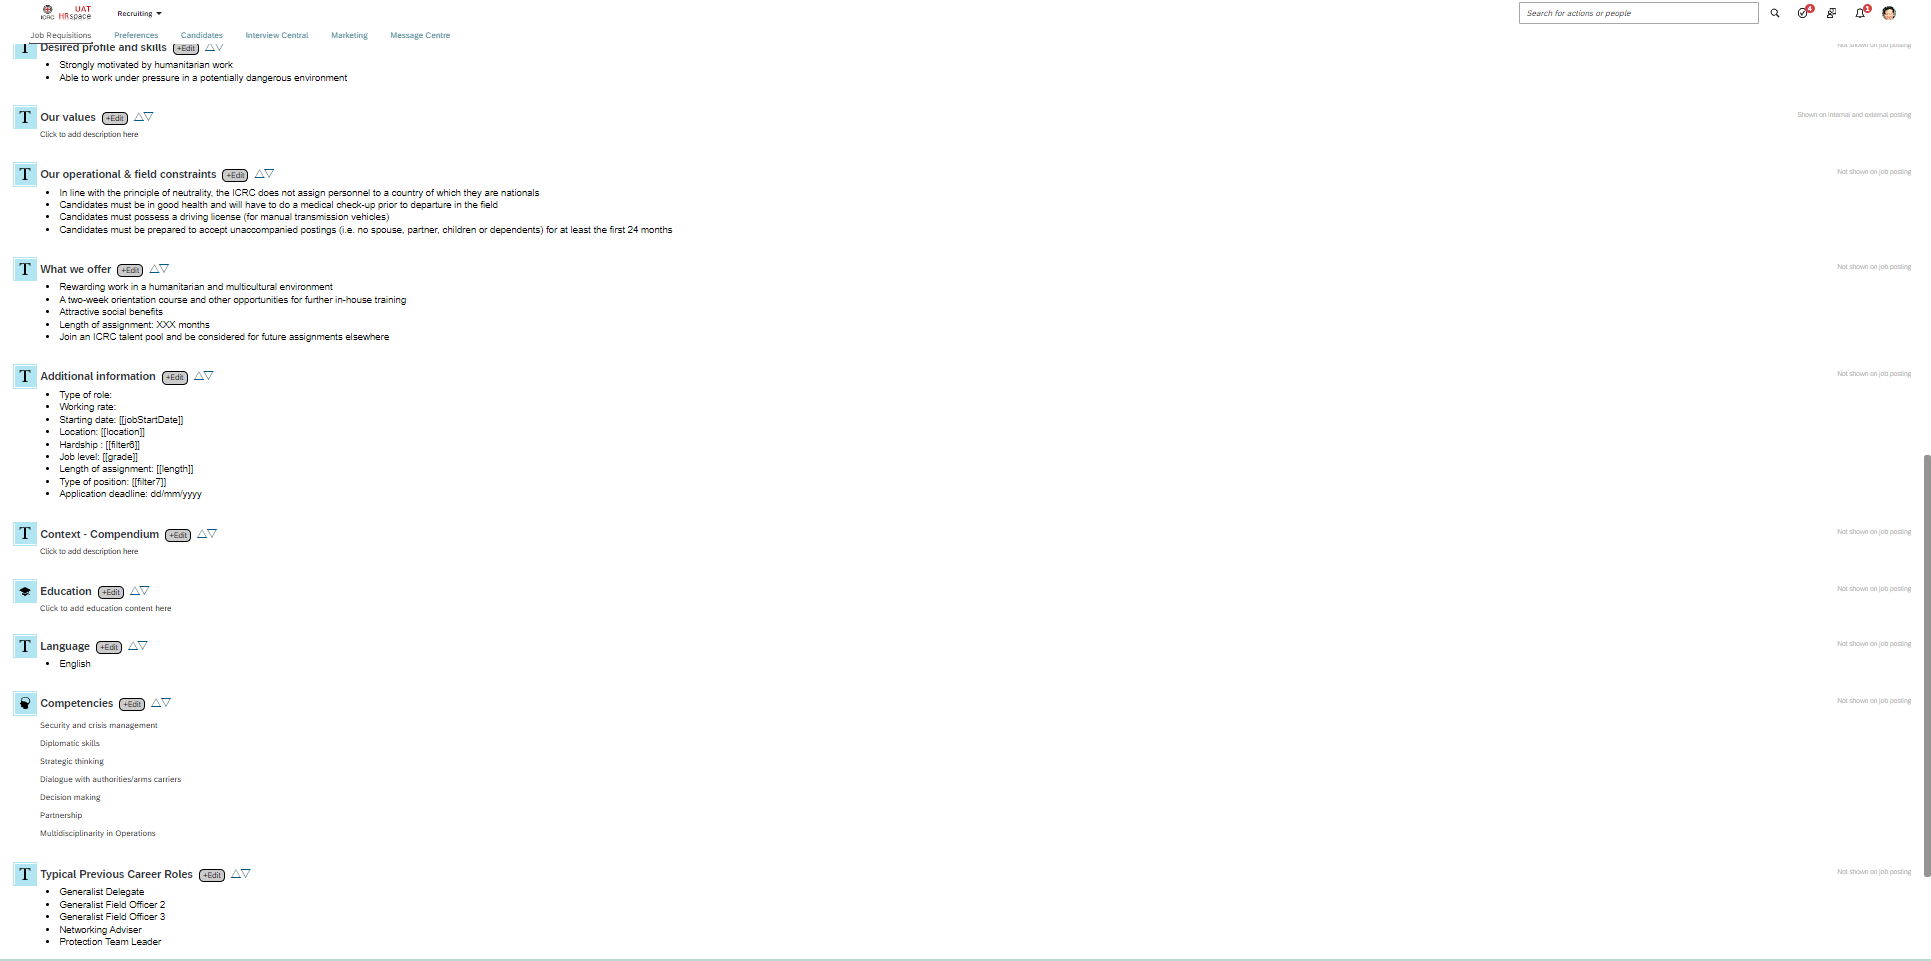 ICRC UAT HRspace
Recruiting
Search for actions or people
4
1
Job Requisitions Preferences Candidates Interview Central Marketing Message Centre
T Desired profile and skills +Edit Not shown on job posting
• Strongly motivated by humanitarian work
• Able to work under pressure in a potentially dangerous environment
T Our values +Edit Shown on internal and external posting
Click to add description here
T Our operational & field constraints +Edit Not shown on job posting
• In line with the principle of neutrality, the ICRC does not assign personnel to a country of which they are nationals
• Candidates must be in good health and will have to do a medical check-up prior to departure in the field
• Candidates must possess a driving license (for manual transmission vehicles)
• Candidates must be prepared to accept unaccompanied postings (i.e. no spouse, partner, children or dependents) for at least the first 24 months
T What we offer +Edit Not shown on job posting
• Rewarding work in a humanitarian and multicultural environment
• A two-week orientation course and other opportunities for further in-house training
• Attractive social benefits
• Length of assignment: XXX months
• Join an ICRC talent pool and be considered for future assignments elsewhere
T Additional information +Edit Not shown on job posting
• Type of role:
• Working rate:
• Starting date: [[jobStartDate]]
• Location: [[location]]
• Hardship : [[filter6]]
• Job level: [[grade]]
• Length of assignment: [[length]]
• Type of position: [[filter7]]
• Application deadline: dd/mm/yyyy
T Context - Compendium +Edit Not shown on job posting
Click to add description here
Education +Edit Not shown on job posting
Click to add education content here
T Language +Edit Not shown on job posting
• English
Competencies +Edit Not shown on job posting
Security and crisis management
Diplomatic skills
Strategic thinking
Dialogue with authorities/arms carriers
Decision making
Partnership
Multidisciplinarity in Operations
T Typical Previous Career Roles +Edit Not shown on job posting
• Generalist Delegate
• Generalist Field Officer 2
• Generalist Field Officer 3
• Networking Adviser
• Protection Team Leader